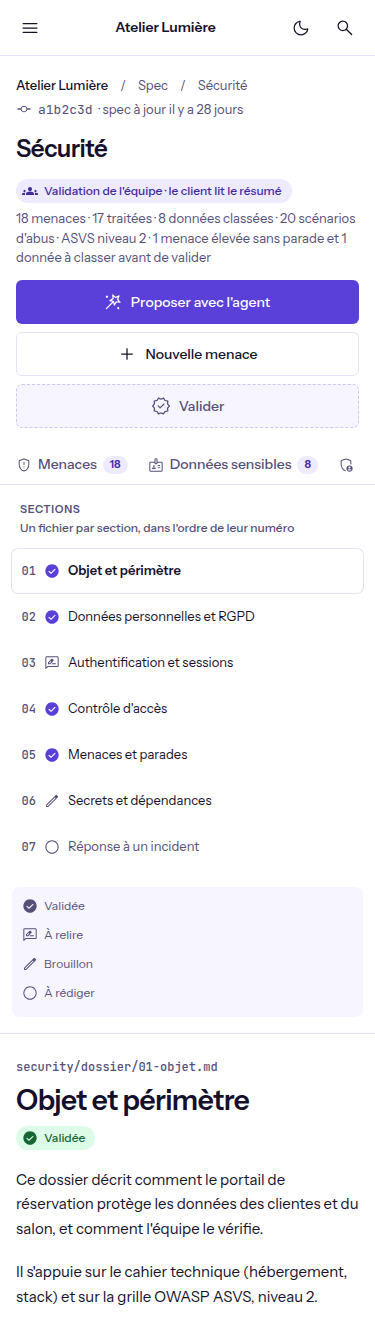 Atelier Lumière
Atelier Lumière / Spec / Sécurité
a1b2c3d · spec à jour il y a 28 jours
Sécurité
Validation de l'équipe · le client lit le résumé
18 menaces · 17 traitées · 8 données classées · 20 scénarios
d'abus · ASVS niveau 2 · 1 menace élevée sans parade et 1
donnée à classer avant de valider
Proposer avec l'agent
Nouvelle menace
Valider
Menaces 18 Données sensibles 8
SECTIONS
Un fichier par section, dans l'ordre de leur numéro
01 Objet et périmètre
02 Données personnelles et RGPD
03 Authentification et sessions
04 Contrôle d'accès
05 Menaces et parades
06 Secrets et dépendances
07 Réponse à un incident
Validée
À relire
Brouillon
À rédiger
security/dossier/01-objet.md
Objet et périmètre
Validée
Ce dossier décrit comment le portail de
réservation protège les données des clientes et du
salon, et comment l'équipe le vérifie.
Il s'appuie sur le cahier technique (hébergement,
stack) et sur la grille OWASP ASVS, niveau 2.